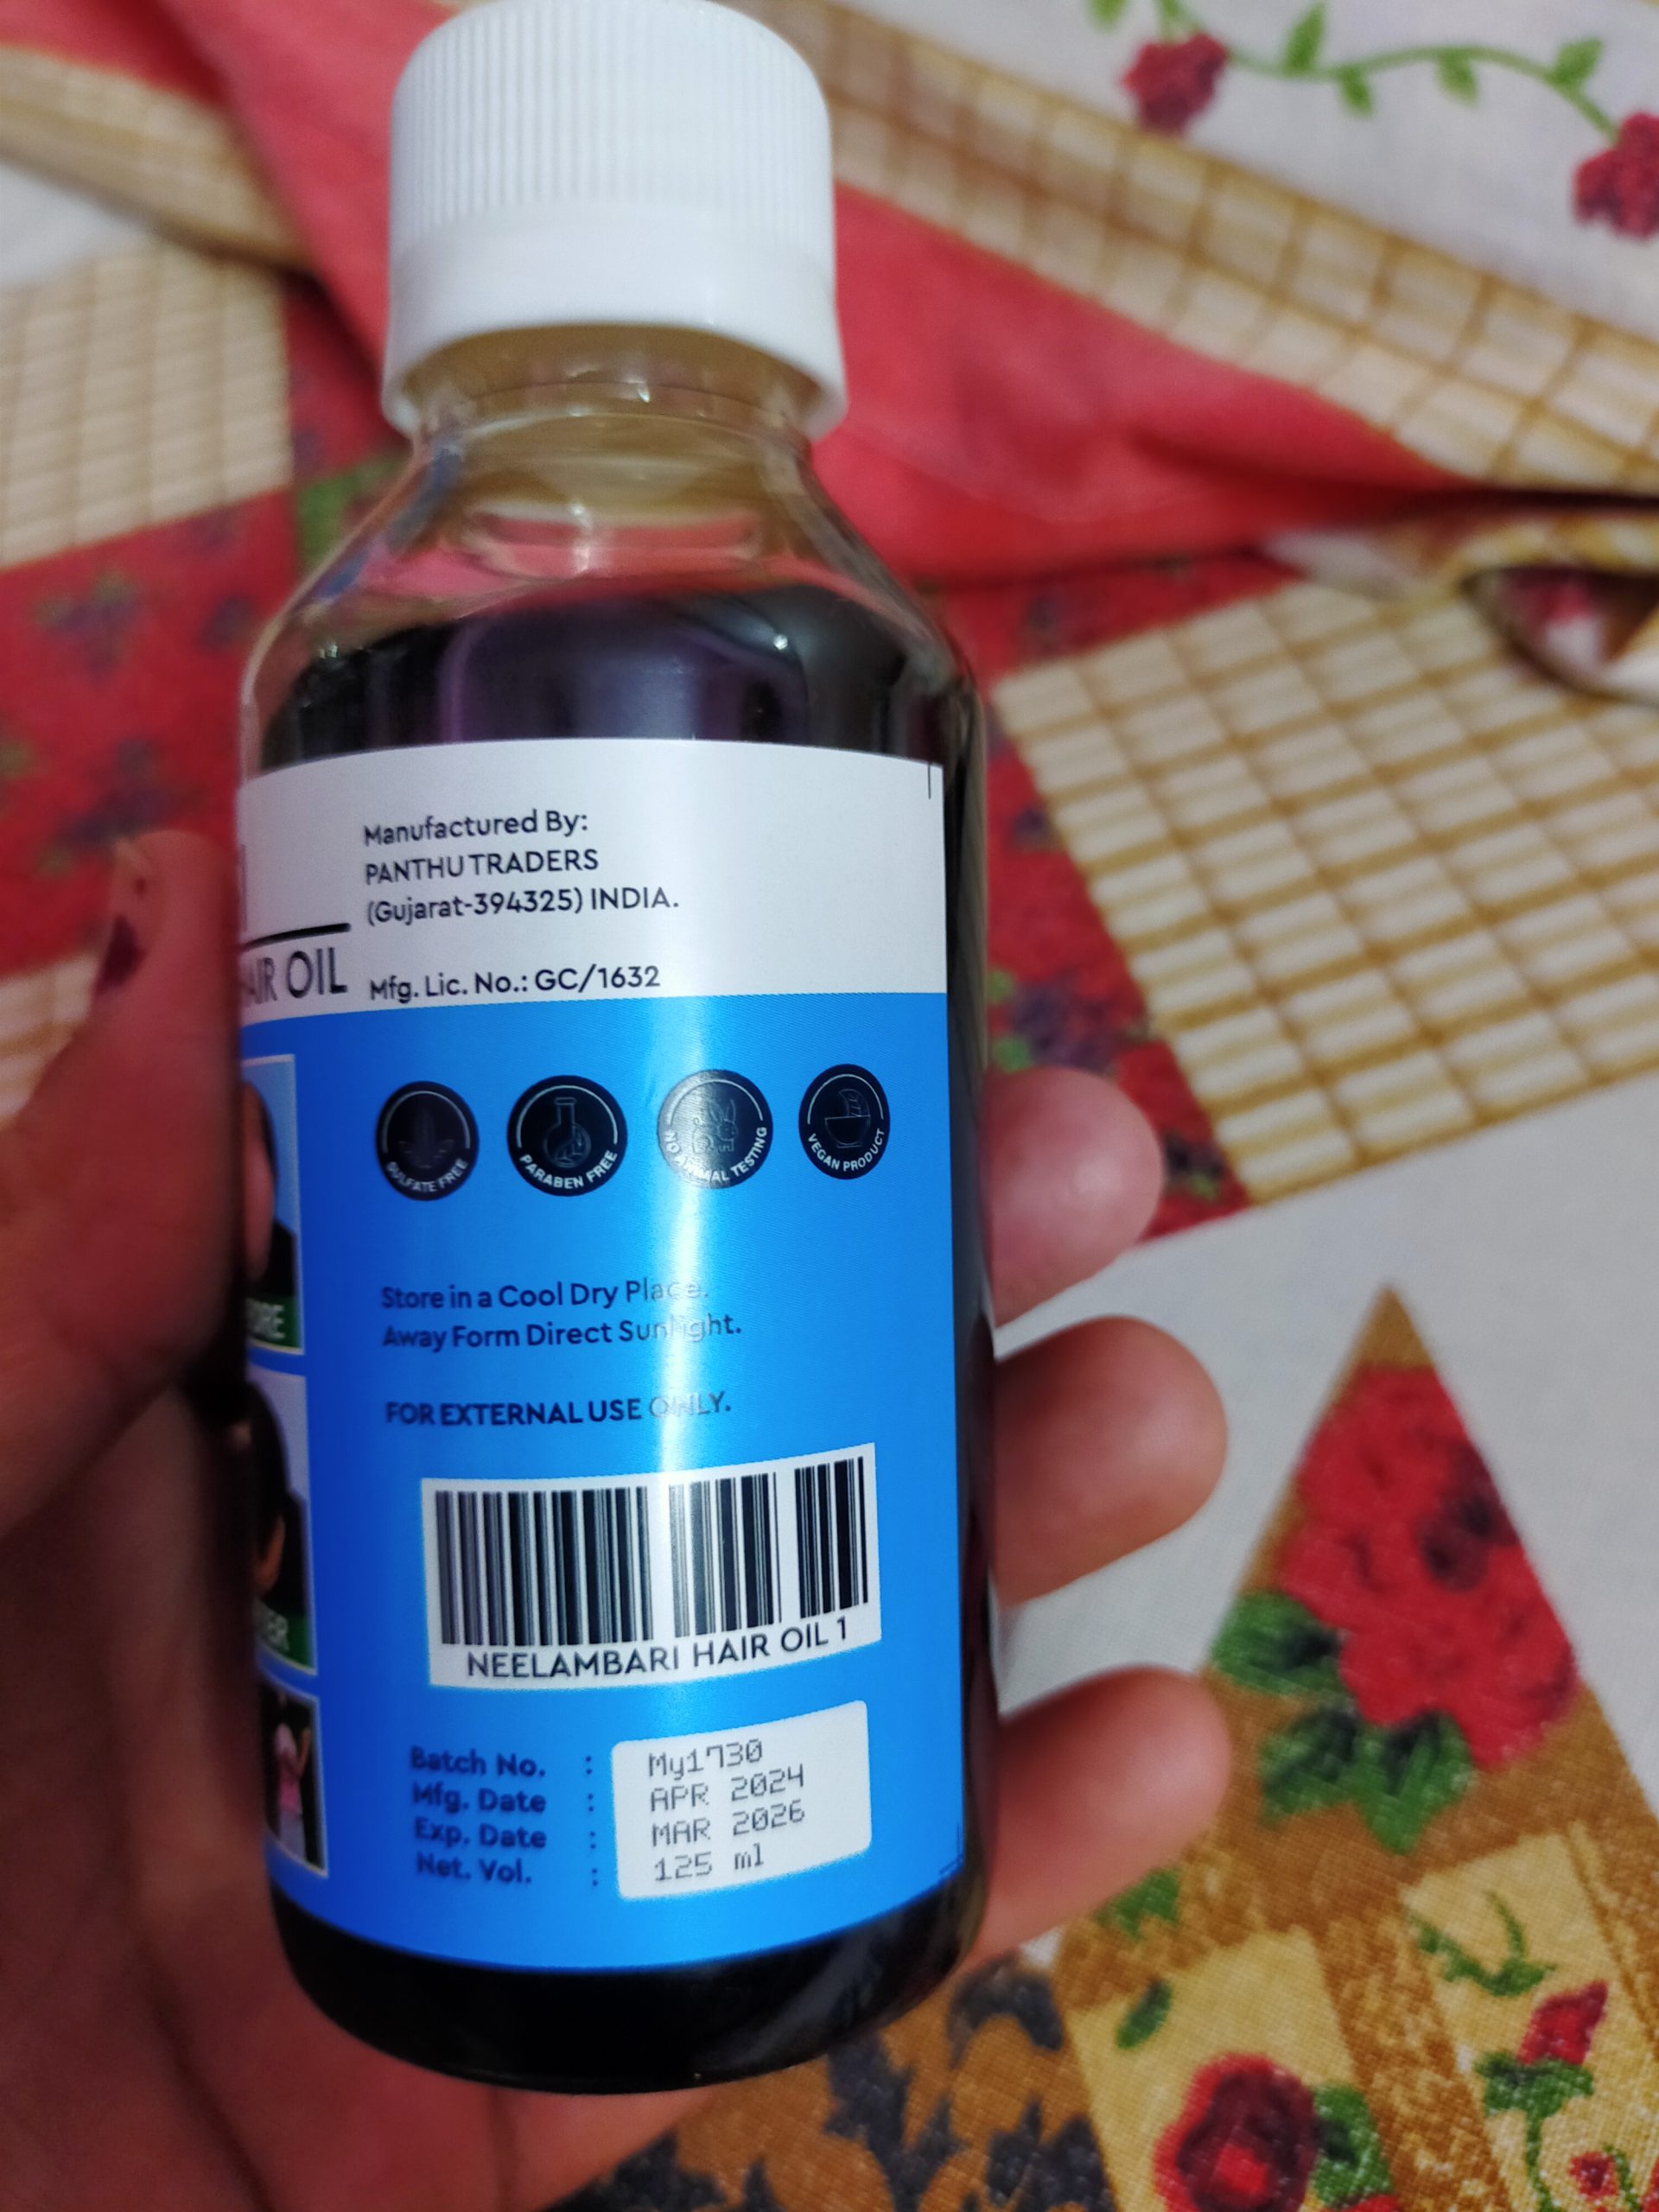 Manufactured By:
PANTHU TRADERS
(Gujarat-394325) INDIA.
HAIR OIL
Mfg. Lic. No.: GC/1632
SULFATE FREE
PARABEN FREE
NO ANIMAL TESTING
VEGAN PRODUCT
Store in a Cool Dry Place.
Away Form Direct Sunlight.
FOR EXTERNAL USE ONLY.
NEELAMBARI HAIR OIL 1
Batch No. : My1730
Mfg. Date : APR 2024
Exp. Date : MAR 2026
Net. Vol. : 125 ml